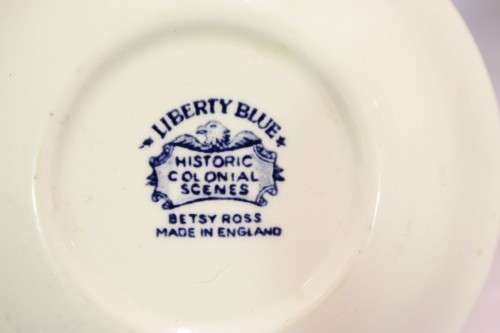 ★ LIBERTY BLUE ★
HISTORIC
COLONIAL
SCENES
BETSY ROSS
MADE IN ENGLAND